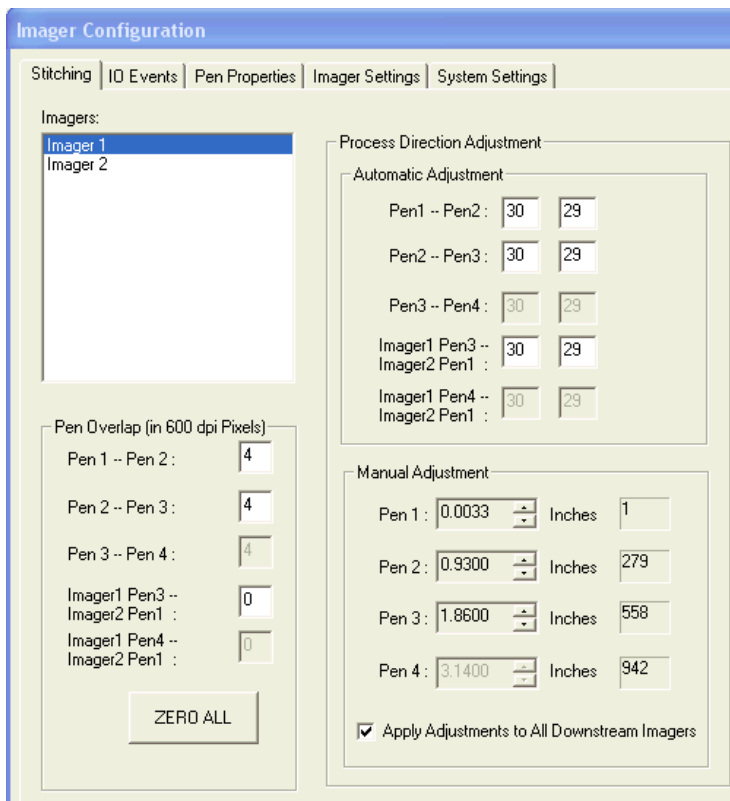 Imager Configuration
Stitching IO Events Pen Properties Imager Settings System Settings
Imagers:
Imager 1
Imager 2
Pen Overlap (in 600 dpi Pixels)
Pen 1 -- Pen 2 : 4
Pen 2 -- Pen 3 : 4
Pen 3 -- Pen 4 : 4
Imager1 Pen3 --
Imager2 Pen1 : 0
Imager1 Pen4 --
Imager2 Pen1 : 0
ZERO ALL
Process Direction Adjustment
Automatic Adjustment
Pen1 -- Pen2 : 30 29
Pen2 -- Pen3 : 30 29
Pen3 -- Pen4 : 30 29
Imager1 Pen3 --
Imager2 Pen1 : 30 29
Imager1 Pen4 --
Imager2 Pen1 : 30 29
Manual Adjustment
Pen 1 : 0.0033 Inches 1
Pen 2 : 0.9300 Inches 279
Pen 3 : 1.8600 Inches 558
Pen 4 : 3.1400 Inches 942
Apply Adjustments to All Downstream Imagers